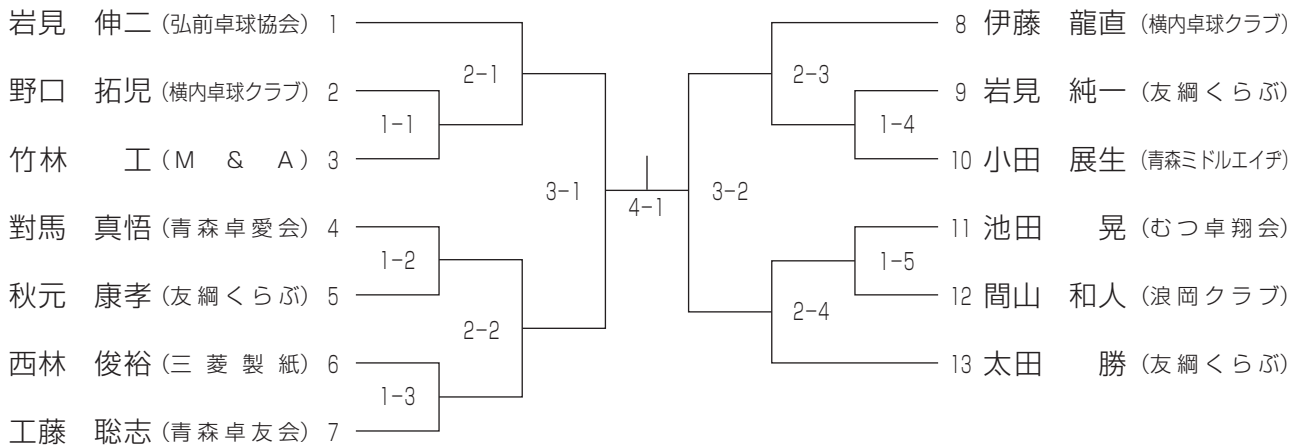 岩見 伸二 (弘前卓球協会) 1
野口 拓児 (横内卓球クラブ) 2
竹林 工 (M & A) 3
對馬 真悟 (青森卓愛会) 4
秋元 康孝 (友綱くらぶ) 5
西林 俊裕 (三菱製紙) 6
工藤 聡志 (青森卓友会) 7
1-1
1-2
1-3
2-1
2-2
3-1
4-1
3-2
2-3
2-4
1-4
1-5
8 伊藤 龍直 (横内卓球クラブ)
9 岩見 純一 (友綱くらぶ)
10 小田 展生 (青森ミドルエイヂ)
11 池田 晃 (むつ卓翔会)
12 間山 和人 (浪岡クラブ)
13 太田 勝 (友綱くらぶ)